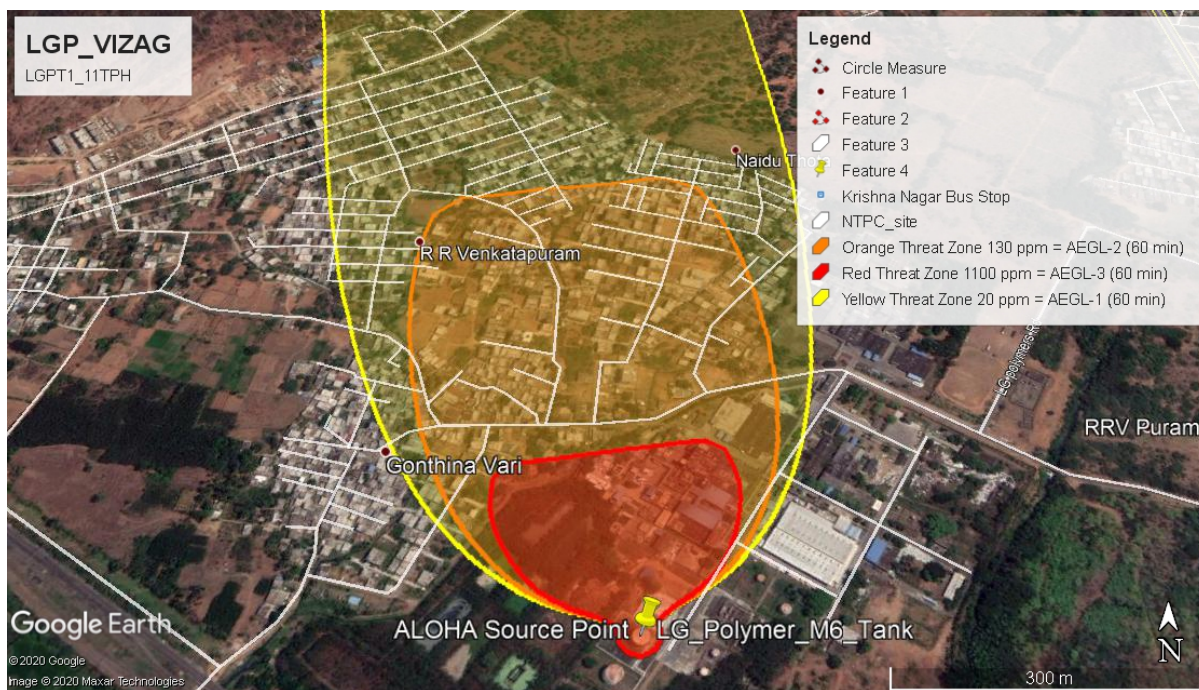 LGP_VIZAG
LGPT1_11TPH
Legend
Circle Measure
Feature 1
Feature 2
Feature 3
Feature 4
Krishna Nagar Bus Stop
NTPC_site
Orange Threat Zone 130 ppm = AEGL-2 (60 min)
Red Threat Zone 1100 ppm = AEGL-3 (60 min)
Yellow Threat Zone 20 ppm = AEGL-1 (60 min)
Naidu Thota
R R Venkatapuram
LG polymers R
RRV Puram
Gonthina Vari
ALOHA Source Point
LG_Polymer_M6_Tank
Google Earth
© 2020 Google
Image © 2020 Maxar Technologies
N
300 m